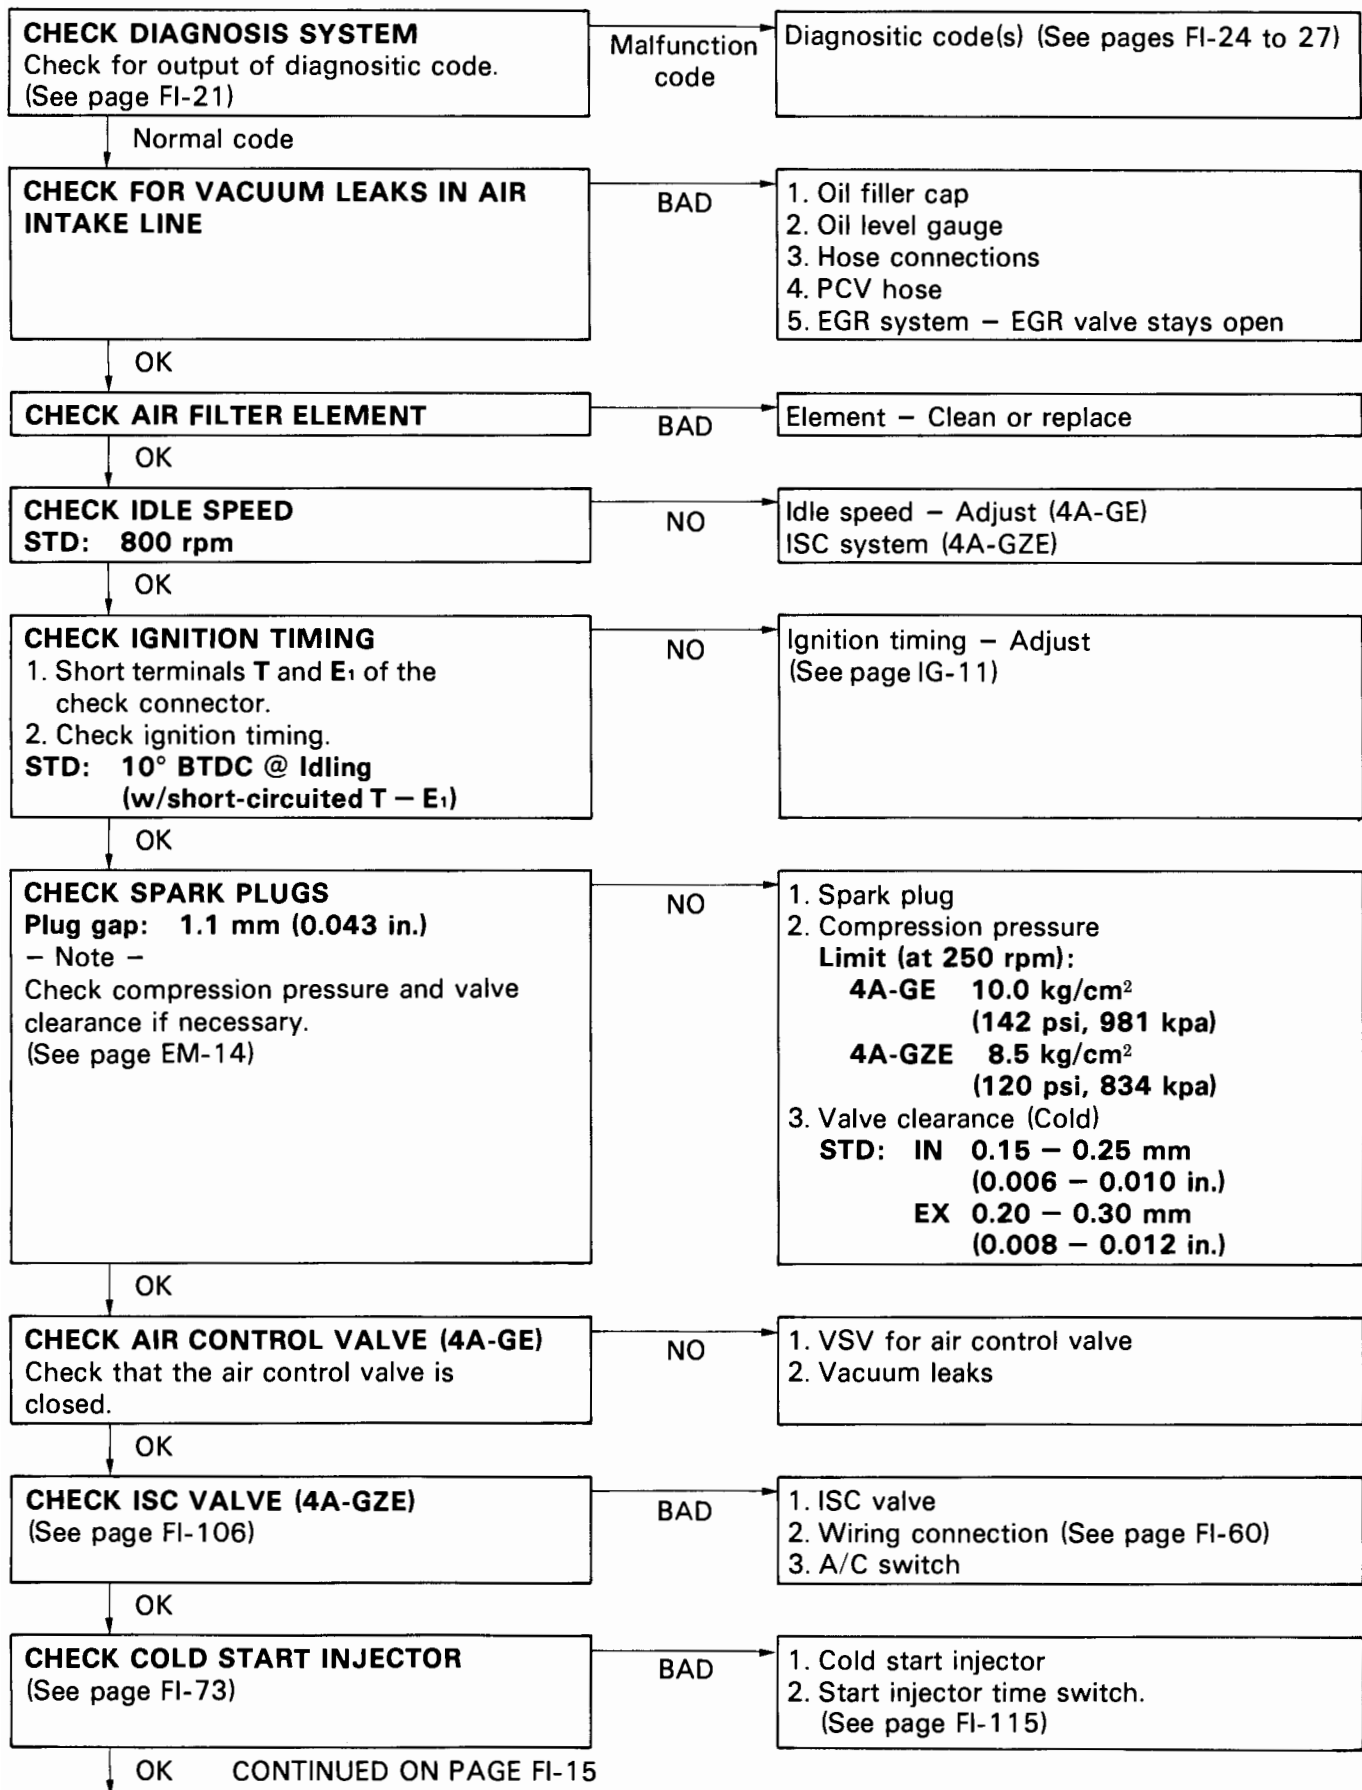 CHECK DIAGNOSIS SYSTEM
Check for output of diagnositic code.
(See page FI-21)
Malfunction
code
Diagnositic code(s) (See pages FI-24 to 27)
Normal code
CHECK FOR VACUUM LEAKS IN AIR
INTAKE LINE
BAD
1. Oil filler cap
2. Oil level gauge
3. Hose connections
4. PCV hose
5. EGR system – EGR valve stays open
OK
CHECK AIR FILTER ELEMENT
BAD
Element – Clean or replace
OK
CHECK IDLE SPEED
STD: 800 rpm
NO
Idle speed – Adjust (4A-GE)
ISC system (4A-GZE)
OK
CHECK IGNITION TIMING
1. Short terminals T and E₁ of the
check connector.
2. Check ignition timing.
STD: 10° BTDC @ Idling
(w/short-circuited T – E₁)
NO
Ignition timing – Adjust
(See page IG-11)
OK
CHECK SPARK PLUGS
Plug gap: 1.1 mm (0.043 in.)
– Note –
Check compression pressure and valve
clearance if necessary.
(See page EM-14)
NO
1. Spark plug
2. Compression pressure
Limit (at 250 rpm):
4A-GE 10.0 kg/cm²
(142 psi, 981 kpa)
4A-GZE 8.5 kg/cm²
(120 psi, 834 kpa)
3. Valve clearance (Cold)
STD: IN 0.15 – 0.25 mm
(0.006 – 0.010 in.)
EX 0.20 – 0.30 mm
(0.008 – 0.012 in.)
OK
CHECK AIR CONTROL VALVE (4A-GE)
Check that the air control valve is
closed.
NO
1. VSV for air control valve
2. Vacuum leaks
OK
CHECK ISC VALVE (4A-GZE)
(See page FI-106)
BAD
1. ISC valve
2. Wiring connection (See page FI-60)
3. A/C switch
OK
CHECK COLD START INJECTOR
(See page FI-73)
BAD
1. Cold start injector
2. Start injector time switch.
(See page FI-115)
OK CONTINUED ON PAGE FI-15